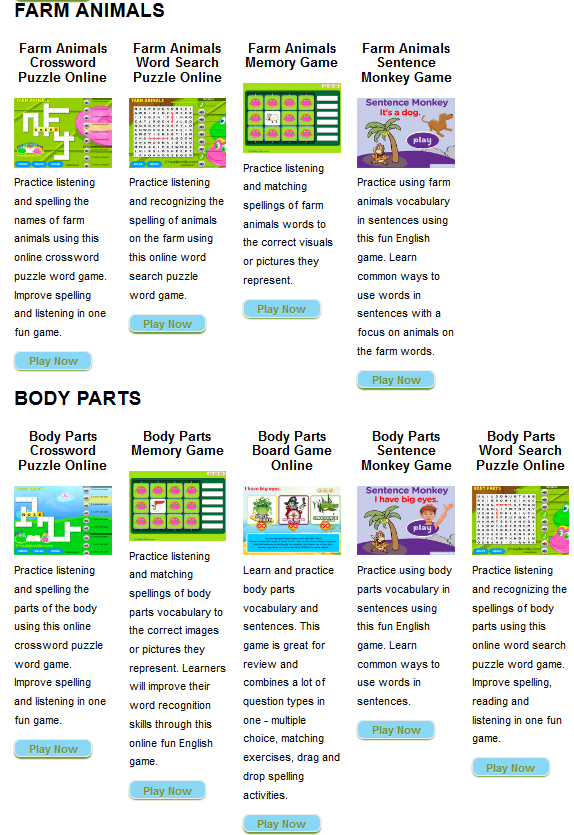 FARM ANIMALS
Farm Animals
Crossword
Puzzle Online
Practice listening
and spelling the
names of farm
animals using this
online crossword
puzzle word game.
Improve spelling
and listening in one
fun game.
Play Now
Farm Animals
Word Search
Puzzle Online
FARM ANIMALS
Practice listening
and recognizing the
spelling of animals
on the farm using
this online word
search puzzle
word game.
Play Now
Farm Animals
Memory Game
Practice listening
and matching
spellings of farm
animals words to
the correct visuals
or pictures they
represent.
Play Now
Farm Animals
Sentence
Monkey Game
Sentence Monkey
It's a dog.
play
Practice using farm
animals vocabulary
in sentences using
this fun English
game. Learn
common ways to
use words in
sentences with a
focus on animals on
the farm words.
Play Now
BODY PARTS
Body Parts
Crossword
Puzzle Online
NOSE
Practice listening
and spelling the
parts of the body
using this online
crossword puzzle
word game.
Improve spelling
and listening in one
fun game.
Play Now
Body Parts
Memory Game
Practice listening
and matching
spellings of body
parts vocabulary to
the correct images
or pictures they
represent. Learners
will improve their
word recognition
skills through this
online fun English
game.
Play Now
Body Parts
Board Game
Online
I have big eyes.
Learn and practice
body parts
vocabulary and
sentences. This
game is great for
review and
combines a lot of
question types in
one - multiple
choice, matching
exercises, drag and
drop spelling
activities.
Play Now
Body Parts
Sentence
Monkey Game
Sentence Monkey
I have big eyes.
play
Practice using body
parts vocabulary in
sentences using
this fun English
game. Learn
common ways to
use words in
sentences.
Play Now
Body Parts
Word Search
Puzzle Online
BODY PARTS
Practice listening
and recognizing the
spellings of body
parts using this
online word search
puzzle word game.
Improve spelling,
reading and
listening in one fun
game.
Play Now